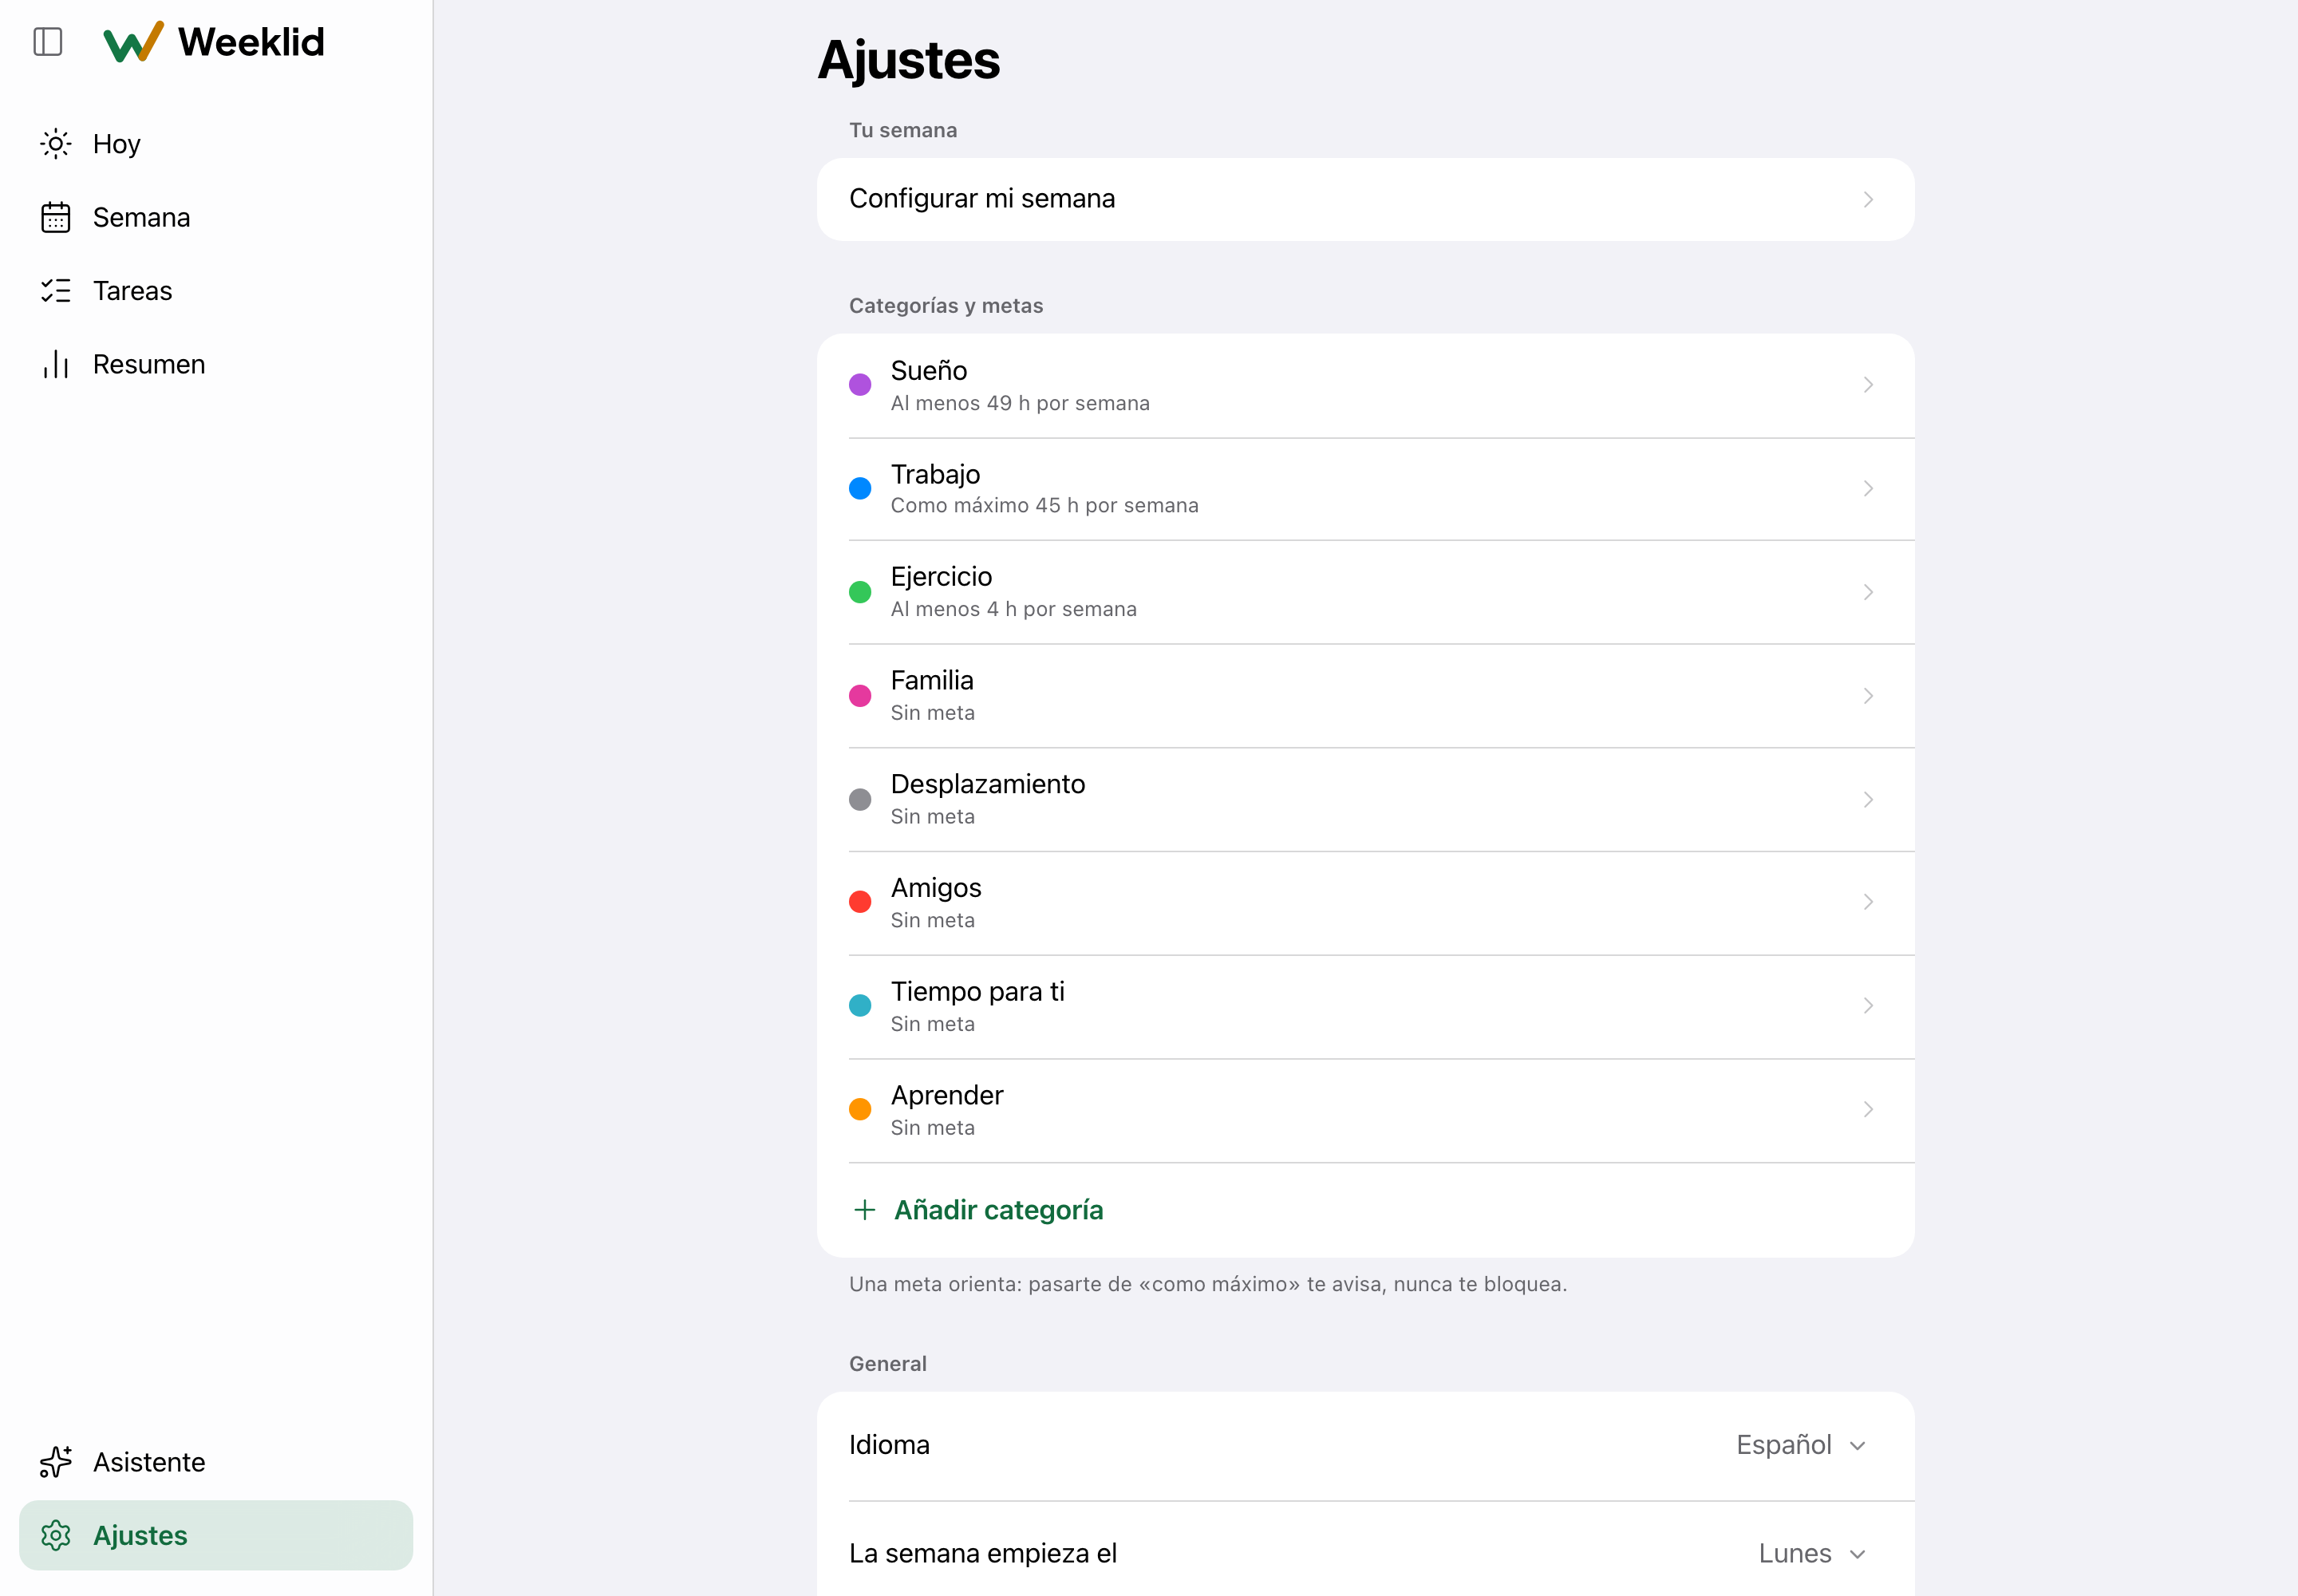 Weeklid
Hoy
Semana
Tareas
Resumen
Asistente
Ajustes
Ajustes
Tu semana
Configurar mi semana
Categorías y metas
Sueño
Al menos 49 h por semana
Trabajo
Como máximo 45 h por semana
Ejercicio
Al menos 4 h por semana
Familia
Sin meta
Desplazamiento
Sin meta
Amigos
Sin meta
Tiempo para ti
Sin meta
Aprender
Sin meta
Añadir categoría
Una meta orienta: pasarte de «como máximo» te avisa, nunca te bloquea.
General
Idioma Español
La semana empieza el Lunes